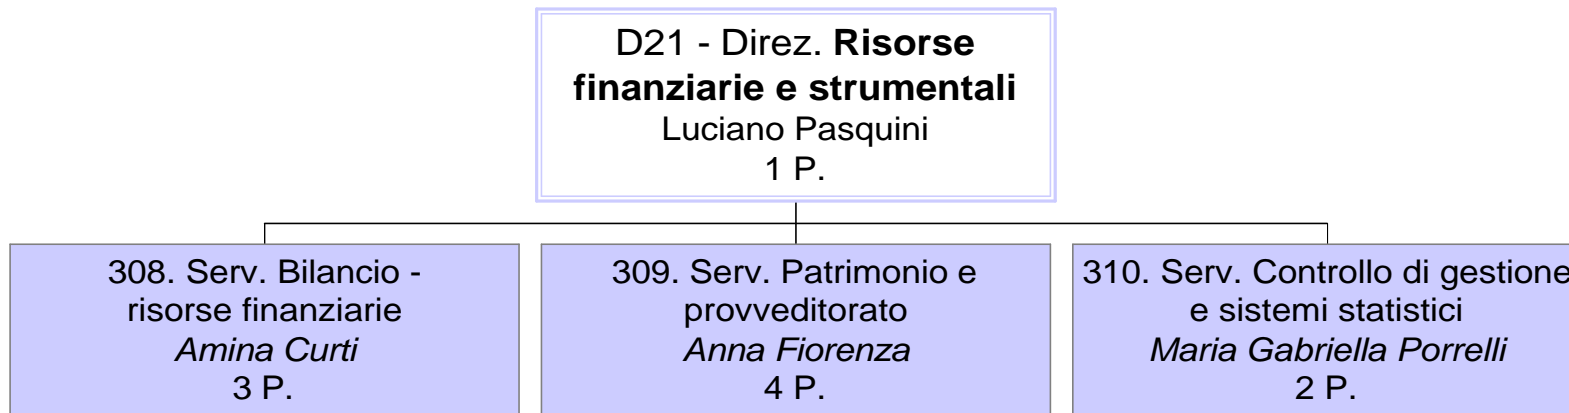 D21 - Direz. Risorse
finanziarie e strumentali
Luciano Pasquini
1 P.
308. Serv. Bilancio -
risorse finanziarie
Amina Curti
3 P.
309. Serv. Patrimonio e
provveditorato
Anna Fiorenza
4 P.
310. Serv. Controllo di gestione
e sistemi statistici
Maria Gabriella Porrelli
2 P.